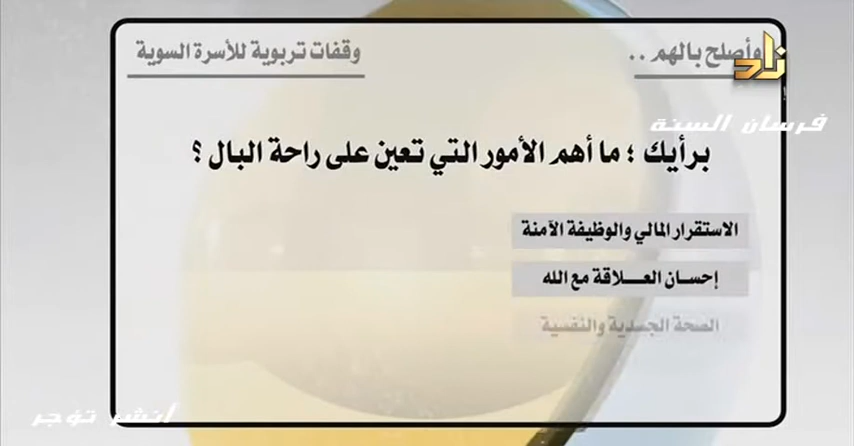 وأصلح بالهم ..
وقفات تربوية للأسرة السوية
زاد
فرسان السنة
برأيك ؛ ما أهم الأمور التي تعين على راحة البال ؟
الاستقرار المالي والوظيفة الآمنة
إحسان العلاقة مع الله
الصحة الجسدية والنفسية
أنشر تؤجر